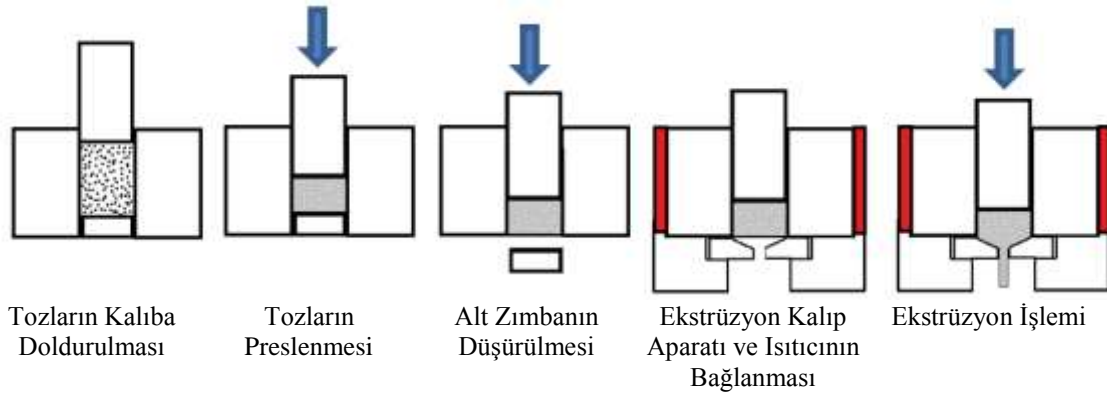 Tozların Kalıba
Doldurulması
Tozların
Preslenmesi
Alt Zımbanın
Düşürülmesi
Ekstrüzyon Kalıp
Aparatı ve Isıtıcının
Bağlanması
Ekstrüzyon İşlemi